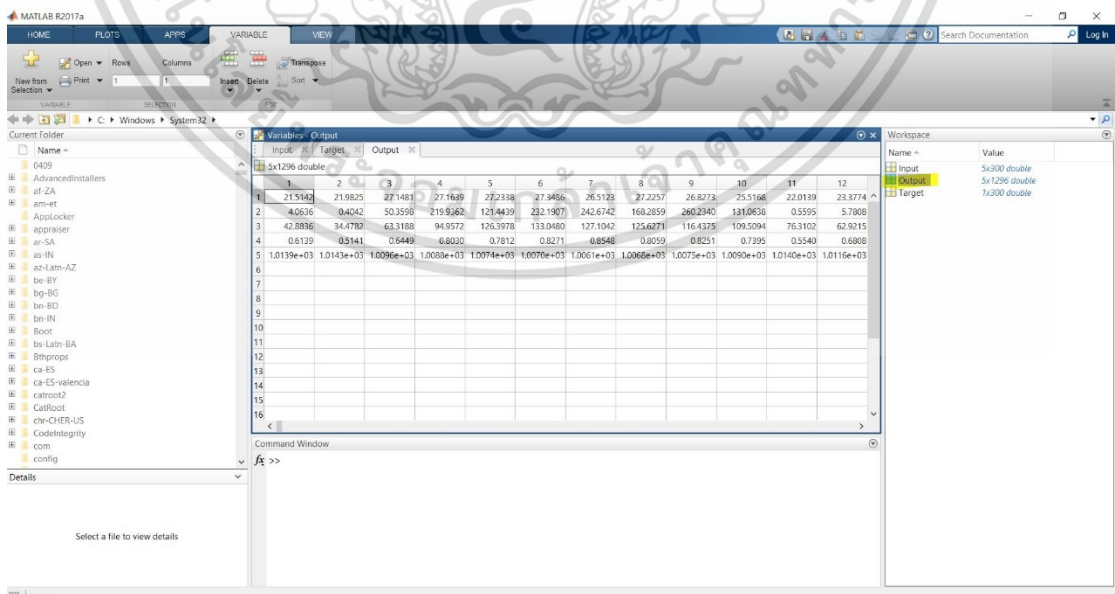 MATLAB R2017a
HOME PLOTS APPS VARIABLE VIEW Search Documentation Log In
New from Selection Open Print Rows Columns 1 1 Insert Delete Transpose Sort
VARIABLE SELECTION EDIT
C: Windows System32
Current Folder
Name
0409
AdvancedInstallers
af-ZA
am-et
AppLocker
appraiser
ar-SA
as-IN
az-Latn-AZ
be-BY
bg-BG
bn-BD
bn-IN
Boot
bs-Latn-BA
Bthprops
ca-ES
ca-ES-valencia
catroot2
CatRoot
chr-CHER-US
CodeIntegrity
com
config
Details
Select a file to view details
Variables - Output
Input Target Output
5x1296 double
1 2 3 4 5 6 7 8 9 10 11 12
1 21.5142 21.9825 27.1481 27.1639 27.2338 27.3486 26.5123 27.2257 26.8273 25.5168 22.0139 23.3774
2 4.0636 0.4042 50.3598 219.9362 121.4439 232.1907 242.6742 168.2859 260.2340 131.0638 0.5595 5.7808
3 42.8836 34.4782 63.3188 94.9572 126.3978 133.0480 127.1042 125.6271 116.4375 109.5094 76.3102 62.9215
4 0.6139 0.5141 0.6449 0.8030 0.7812 0.8271 0.8548 0.8059 0.8251 0.7395 0.5540 0.6808
5 1.0139e+03 1.0143e+03 1.0096e+03 1.0088e+03 1.0074e+03 1.0070e+03 1.0061e+03 1.0068e+03 1.0075e+03 1.0090e+03 1.0140e+03 1.0116e+03
6
7
8
9
10
11
12
13
14
15
16
Command Window
fx >>
Workspace
Name Value
Input 5x300 double
Output 5x1296 double
Target 1x300 double